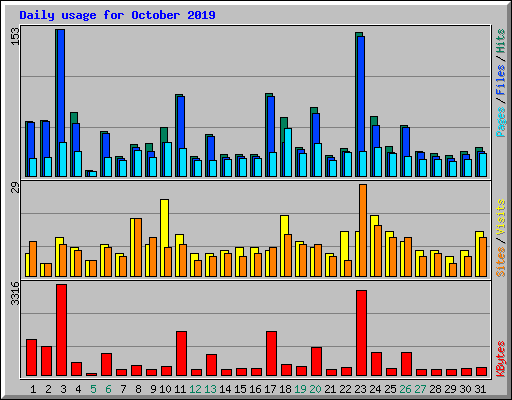 Daily usage for October 2019
153
Pages / Files / Hits
29
Sites / Visits
3316
KBytes
1 2 3 4 5 6 7 8 9 10 11 12 13 14 15 16 17 18 19 20 21 22 23 24 25 26 27 28 29 30 31